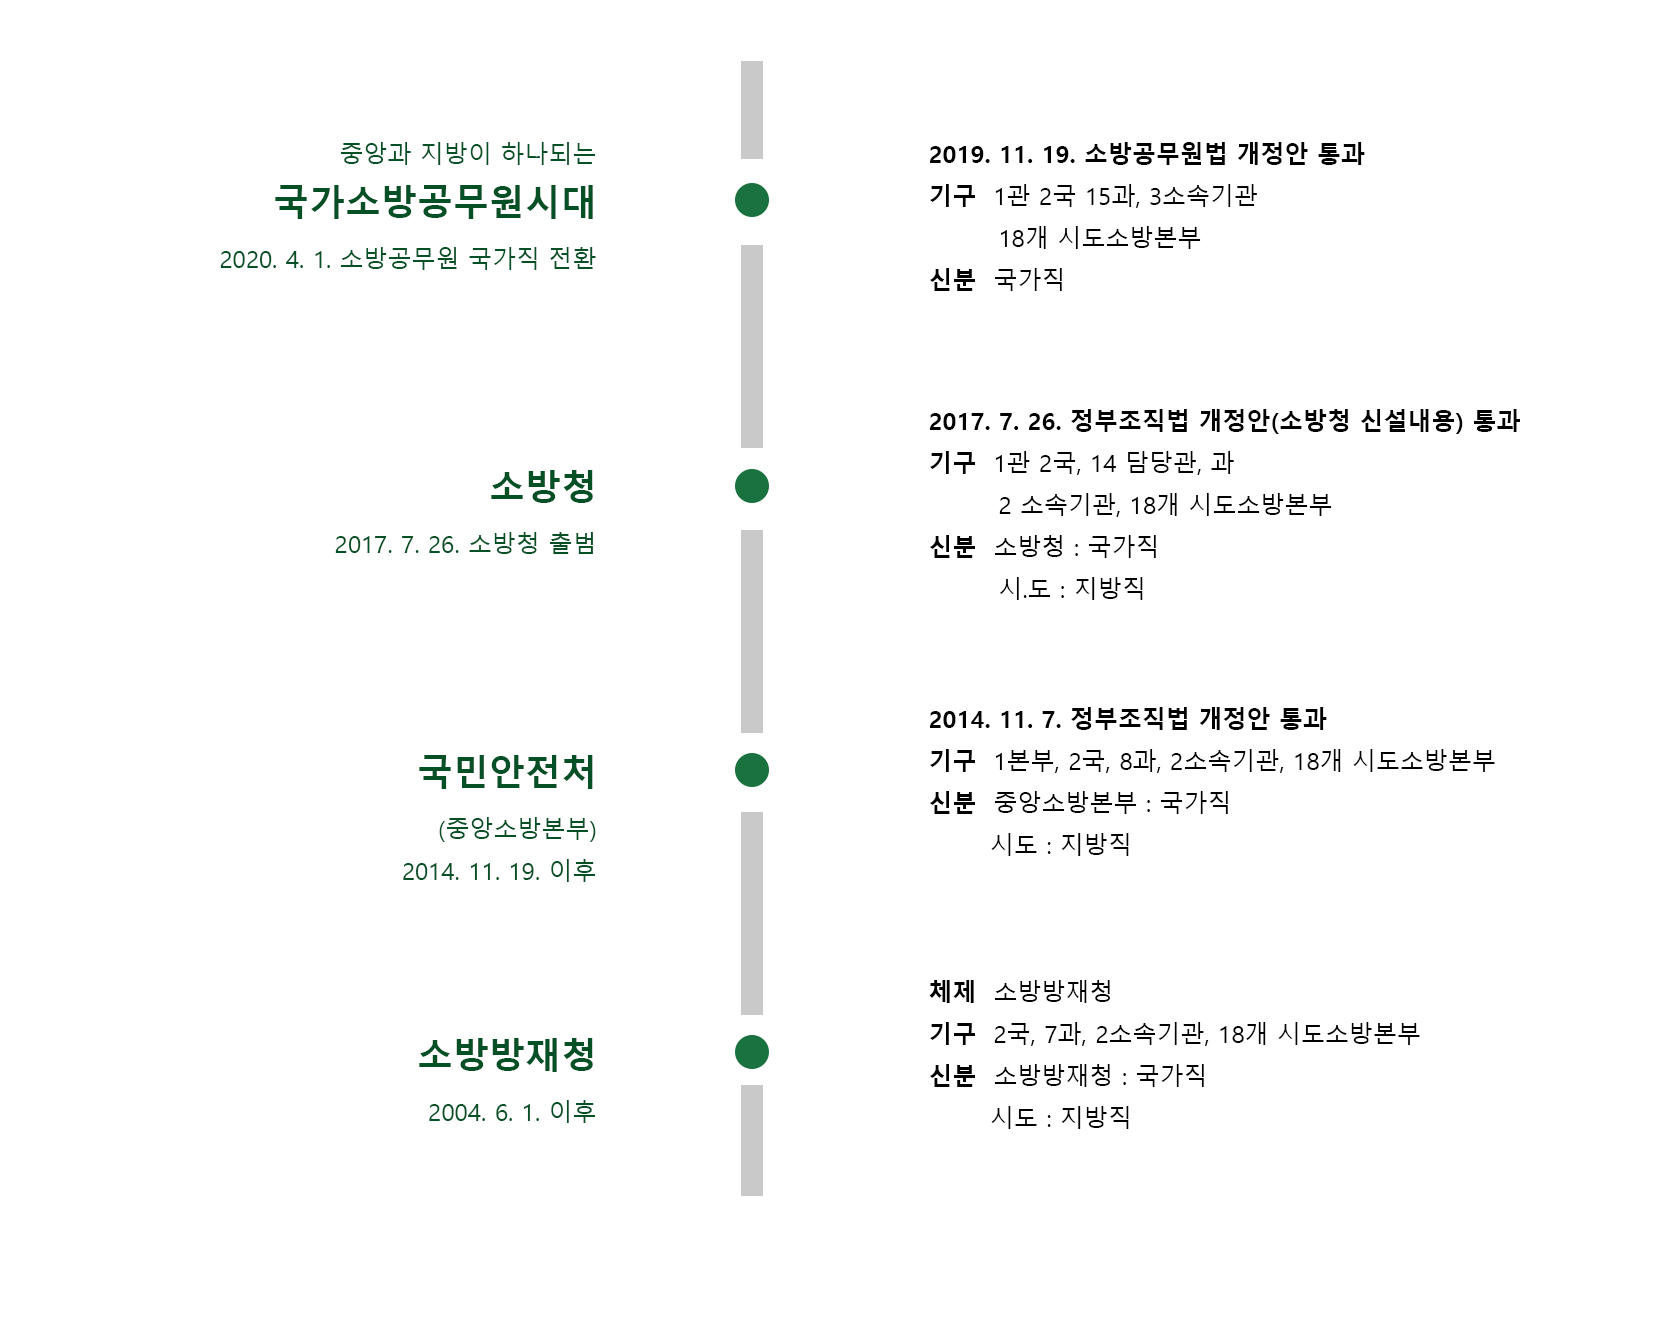 중앙과 지방이 하나되는
국가소방공무원시대
2020. 4. 1. 소방공무원 국가직 전환
2019. 11. 19. 소방공무원법 개정안 통과
기구 1관 2국 15과, 3소속기관
18개 시도소방본부
신분 국가직
소방청
2017. 7. 26. 소방청 출범
2017. 7. 26. 정부조직법 개정안(소방청 신설내용) 통과
기구 1관 2국, 14 담당관, 과
2 소속기관, 18개 시도소방본부
신분 소방청 : 국가직
시.도 : 지방직
국민안전처
(중앙소방본부)
2014. 11. 19. 이후
2014. 11. 7. 정부조직법 개정안 통과
기구 1본부, 2국, 8과, 2소속기관, 18개 시도소방본부
신분 중앙소방본부 : 국가직
시도 : 지방직
소방방재청
2004. 6. 1. 이후
체제 소방방재청
기구 2국, 7과, 2소속기관, 18개 시도소방본부
신분 소방방재청 : 국가직
시도 : 지방직